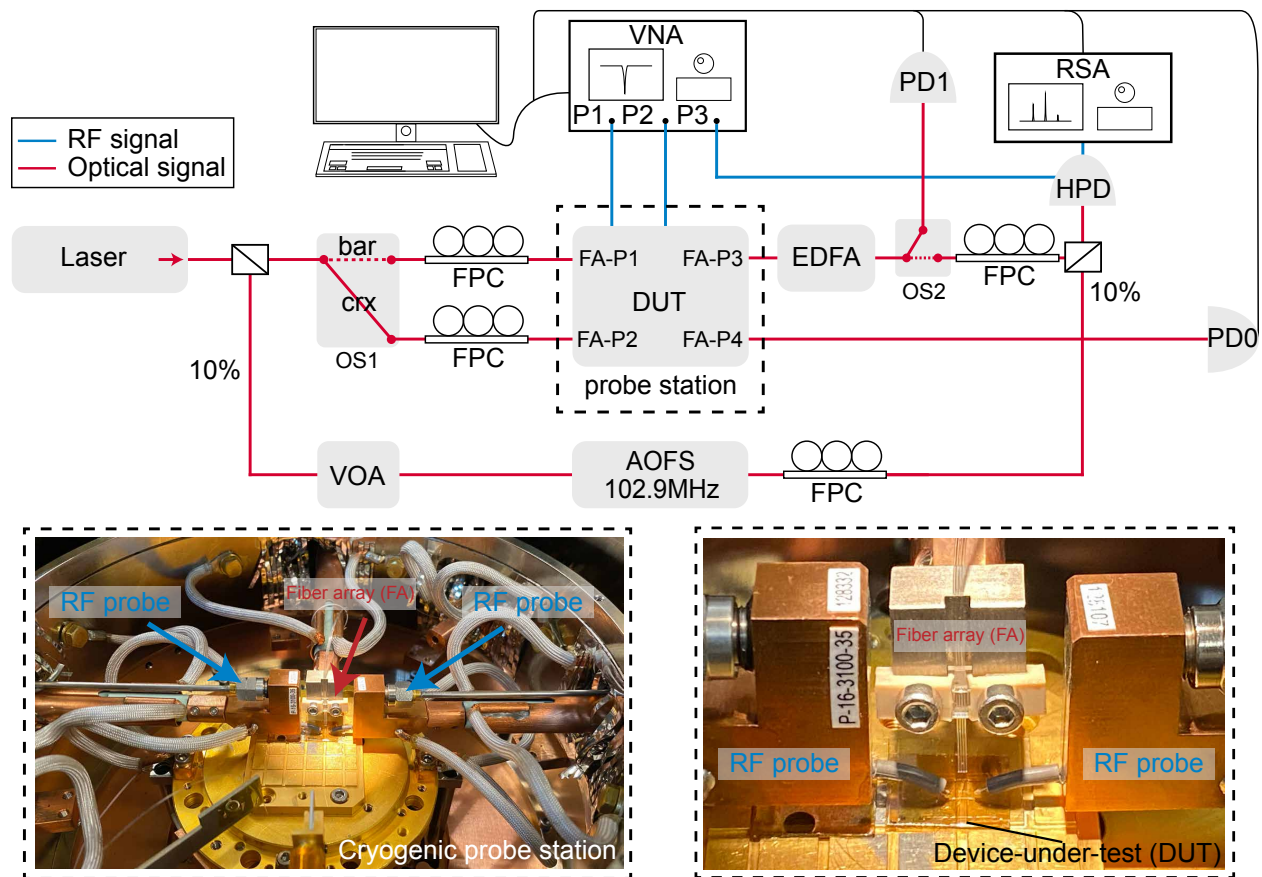 VNA
P1 P2 P3
PD1
RSA
RF signal
Optical signal
HPD
Laser
bar
crx
OS1
FPC
FPC
FA-P1 FA-P3
DUT
FA-P2 FA-P4
probe station
EDFA
OS2
FPC
10%
PD0
10%
VOA
AOFS
102.9MHz
FPC
RF probe
Fiber array (FA)
RF probe
Cryogenic probe station
128332
P-16-3100-35
Fiber array (FA)
RF probe
RF probe
Device-under-test (DUT)